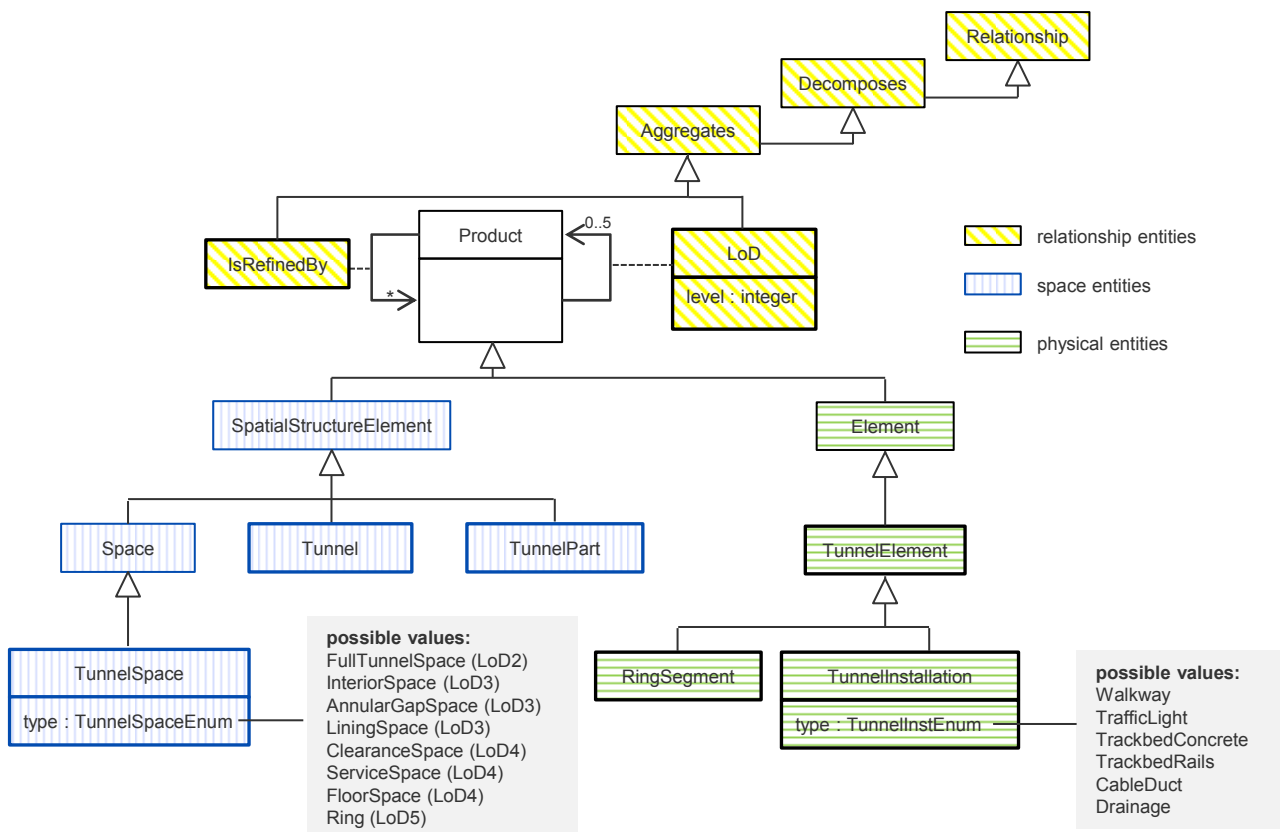 Relationship
Decomposes
Aggregates
Product
0..5
IsRefinedBy
*
LoD
level : integer
relationship entities
space entities
physical entities
SpatialStructureElement
Element
Space
Tunnel
TunnelPart
TunnelElement
TunnelSpace
type : TunnelSpaceEnum
possible values:
FullTunnelSpace (LoD2)
InteriorSpace (LoD3)
AnnularGapSpace (LoD3)
LiningSpace (LoD3)
ClearanceSpace (LoD4)
ServiceSpace (LoD4)
FloorSpace (LoD4)
Ring (LoD5)
RingSegment
TunnelInstallation
type : TunnelInstEnum
possible values:
Walkway
TrafficLight
TrackbedConcrete
TrackbedRails
CableDuct
Drainage